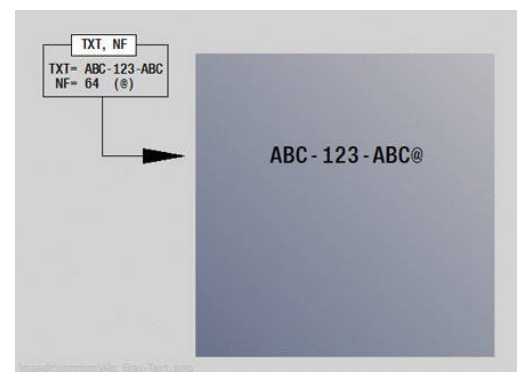 TXT, NF
TXT= ABC-123-ABC
NF= 64 (@)
ABC-123-ABC@